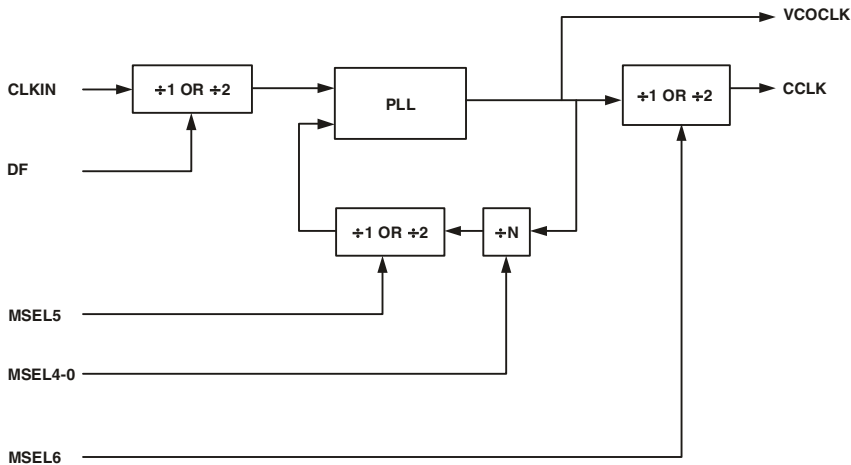 VCOCLK
CLKIN
÷1 OR ÷2
PLL
÷1 OR ÷2
CCLK
DF
÷1 OR ÷2
÷N
MSEL5
MSEL4-0
MSEL6